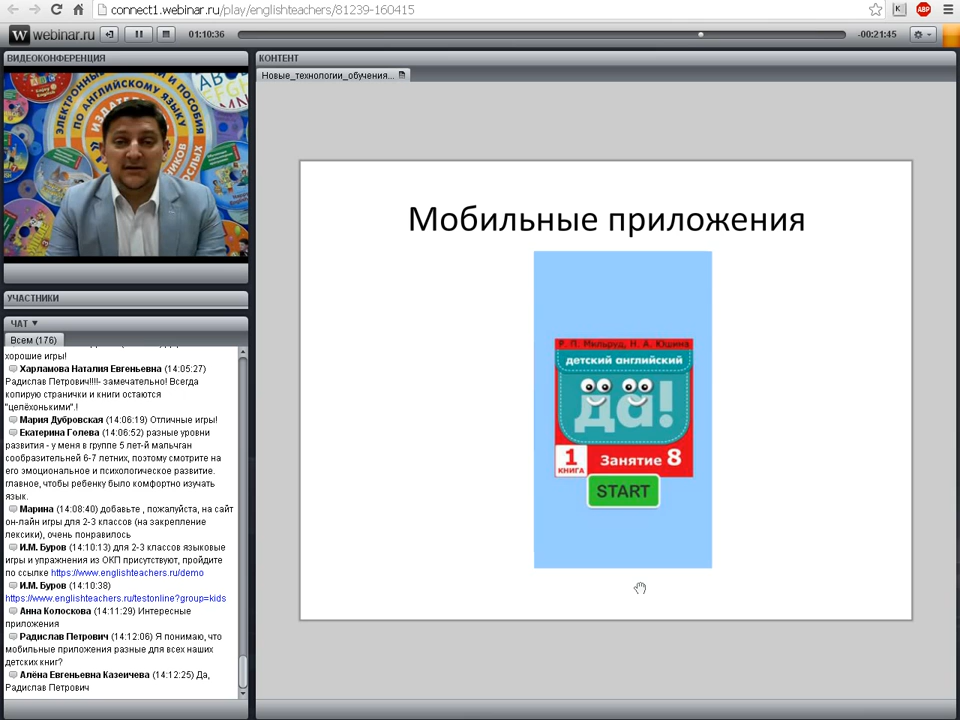 connect1.webinar.ru/play/englishteachers/81239-160415
K
ABP
W webinar.ru
01:10:36
-00:21:45
ВИДЕОКОНФЕРЕНЦИЯ
ЭЛЕКТРОННЫЕ
И ПОСОБИЯ
ПО АНГЛИЙСКОМУ ЯЗЫКУ
УЧАСТНИКИ
ЧАТ ▼
Всем (176)
хорошие игры!
Харламова Наталия Евгеньевна (14:05:27)
Радислав Петрович!!!!- замечательно! Всегда
копирую странички и книги остаются
"целёхонькими".!
Мария Дубровская (14:06:19) Отличные игры!
Екатерина Голева (14:06:52) разные уровни
развития - у меня в группе 5 лет-й мальчган
сообразительней 6-7 летних, поэтому смотрите на
его эмоциональное и психологическое развитие.
главное, чтобы ребенку было комфортно изучать
язык.
Марина (14:08:40) добавьте , пожалуйста, на сайт
он-лайн игры для 2-3 классов (на закрепление
лексики), очень понравилось
И.М. Буров (14:10:13) для 2-3 классов языковые
игры и упражнения из ОКП присутствуют, пройдите
по ссылке https://www.englishteachers.ru/demo
И.М. Буров (14:10:38)
https://www.englishteachers.ru/testonline?group=kids
Анна Колоскова (14:11:29) Интересные
приложения
Радислав Петрович (14:12:06) Я понимаю, что
мобильные приложения разные для всех наших
детских книг?
Алёна Евгеньевна Казеичева (14:12:25) Да,
Радислав Петрович
КОНТЕНТ
Новые_технологии_обучения...
Мобильные приложения
Р. П. Мильруд, Н. А. Юшина
детский английский
да!
1
КНИГА
Занятие 8
START